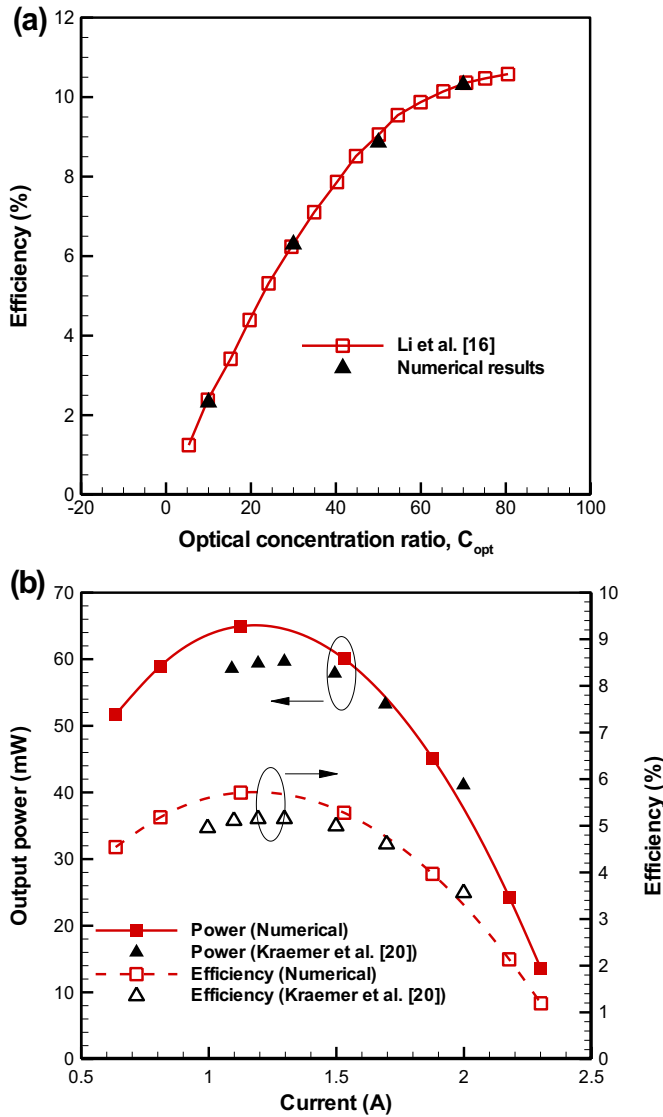 (a)
12
10
8
6
4
2
0
Efficiency (%)
Li et al. [16]
Numerical results
-20 0 20 40 60 80 100
Optical concentration ratio, Copt
(b)
70
60
50
40
30
20
10
0
Output power (mW)
10
9
8
7
6
5
4
3
2
1
0
Efficiency (%)
Power (Numerical)
Power (Kraemer et al. [20])
Efficiency (Numerical)
Efficiency (Kraemer et al. [20])
0.5 1 1.5 2 2.5
Current (A)